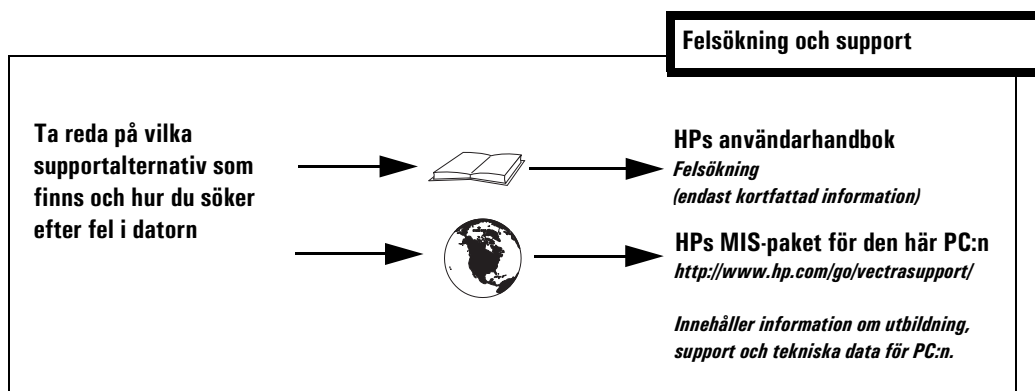 Felsökning och support
Ta reda på vilka
supportalternativ som
finns och hur du söker
efter fel i datorn
HPs användarhandbok
Felsökning
(endast kortfattad information)
HPs MIS-paket för den här PC:n
http://www.hp.com/go/vectrasupport/
Innehåller information om utbildning,
support och tekniska data för PC:n.